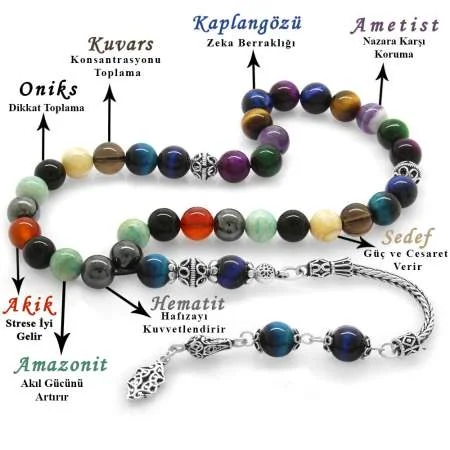 Kaplangözü
Zeka Berraklığı
Ametist
Nazara Karşı
Koruma
Kuvars
Konsantrasyonu
Toplama
Oniks
Dikkat Toplama
Sedef
Güç ve Cesaret
Verir
Akik
Strese İyi
Gelir
Hematit
Hafızayı
Kuvvetlendirir
Amazonit
Akıl Gücünü
Artırır